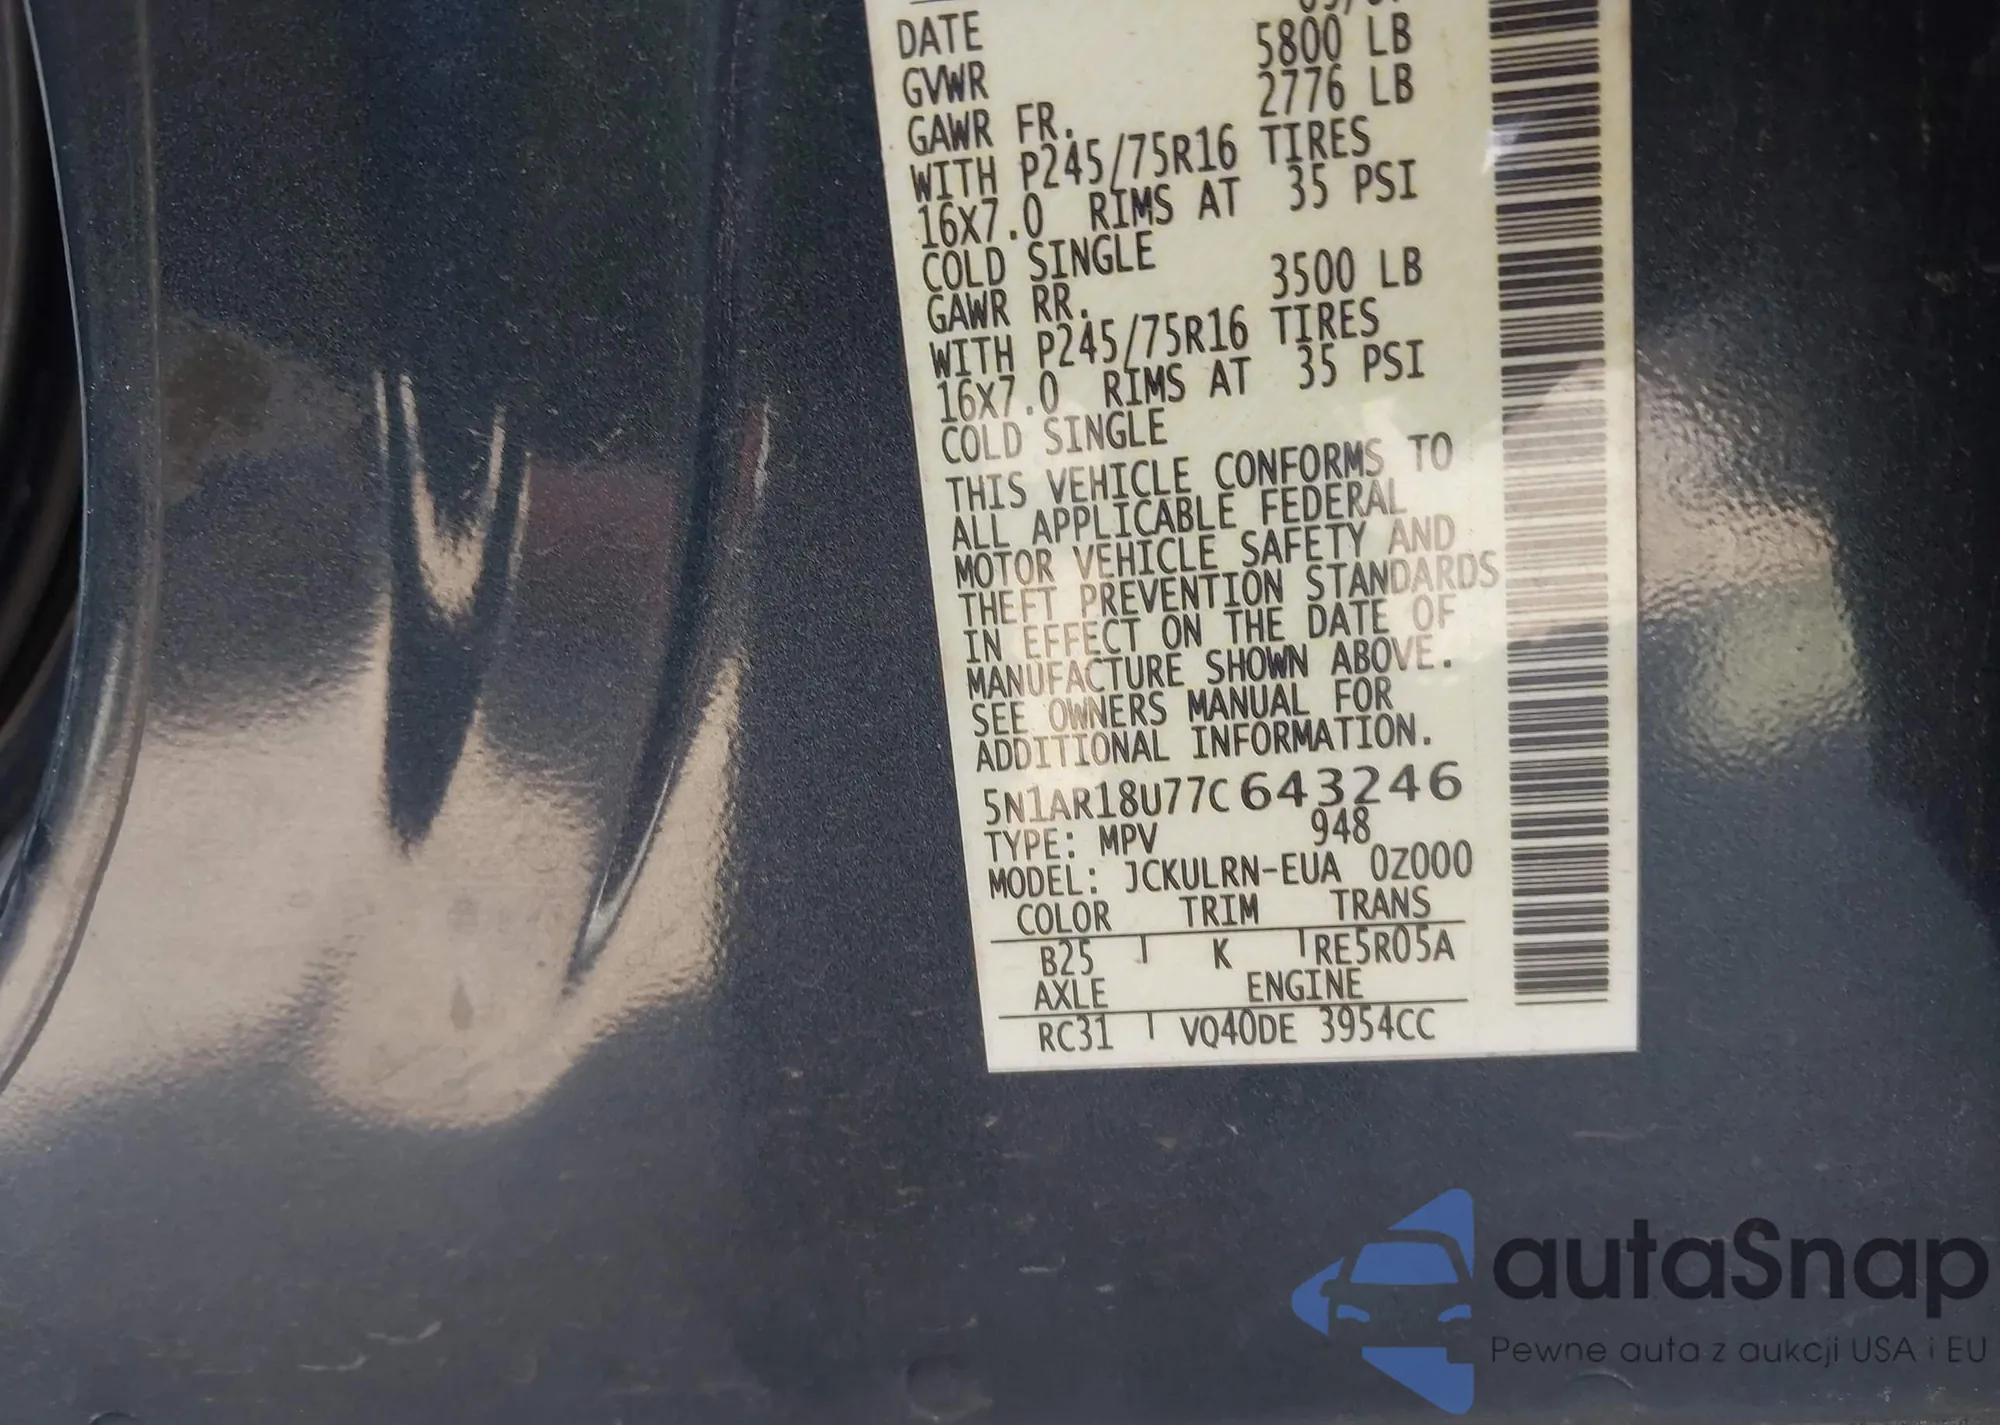 DATE
GVWR 5800 LB
GAWR FR. 2776 LB
WITH P245/75R16 TIRES
16X7.0 RIMS AT 35 PSI
COLD SINGLE
GAWR RR. 3500 LB
WITH P245/75R16 TIRES
16X7.0 RIMS AT 35 PSI
COLD SINGLE
THIS VEHICLE CONFORMS TO
ALL APPLICABLE FEDERAL
MOTOR VEHICLE SAFETY AND
THEFT PREVENTION STANDARDS
IN EFFECT ON THE DATE OF
MANUFACTURE SHOWN ABOVE.
SEE OWNERS MANUAL FOR
ADDITIONAL INFORMATION.
5N1AR18U77C643246
TYPE: MPV 948
MODEL: JCKULRN-EUA 0Z000
COLOR TRIM TRANS
B25 K RE5R05A
AXLE ENGINE
RC31 VQ40DE 3954CC
autaSnap
Pewne auta z aukcji USA i EU